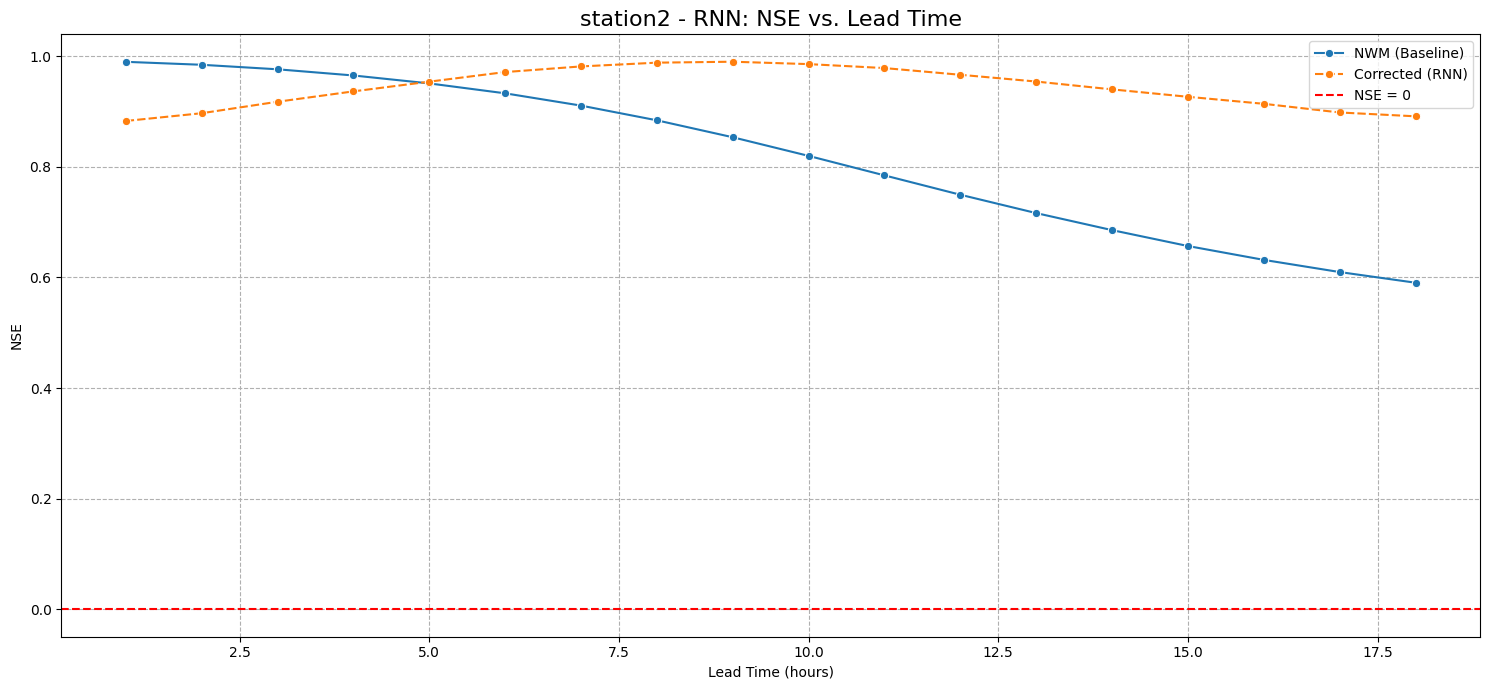 station2 - RNN: NSE vs. Lead Time
NWM (Baseline)
Corrected (RNN)
NSE = 0
1.0
0.8
0.6
0.4
0.2
0.0
NSE
2.5
5.0
7.5
10.0
12.5
15.0
17.5
Lead Time (hours)